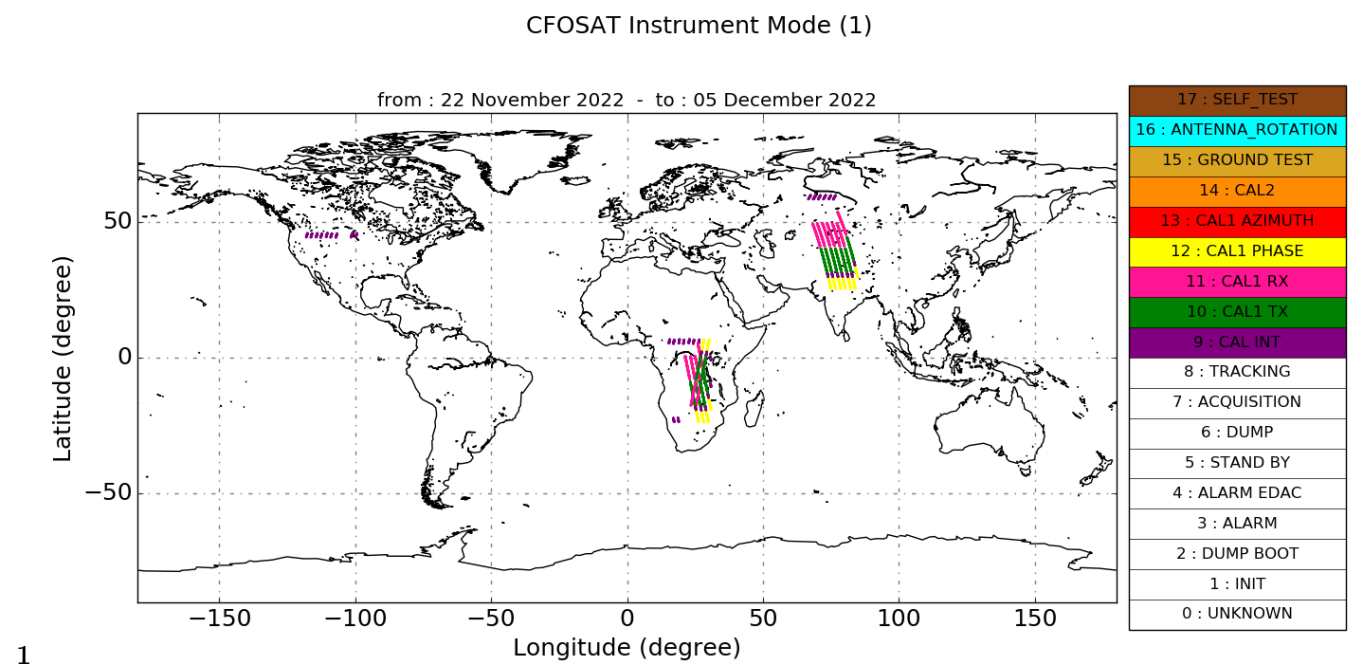 CFOSAT Instrument Mode (1)
from : 22 November 2022  -  to : 05 December 2022
17 : SELF_TEST
16 : ANTENNA_ROTATION
15 : GROUND TEST
14 : CAL2
13 : CAL1 AZIMUTH
12 : CAL1 PHASE
11 : CAL1 RX
10 : CAL1 TX
9 : CAL INT
8 : TRACKING
7 : ACQUISITION
6 : DUMP
5 : STAND BY
4 : ALARM EDAC
3 : ALARM
2 : DUMP BOOT
1 : INIT
0 : UNKNOWN
Latitude (degree)
50
0
−50
−150 −100 −50 0 50 100 150
Longitude (degree)
1